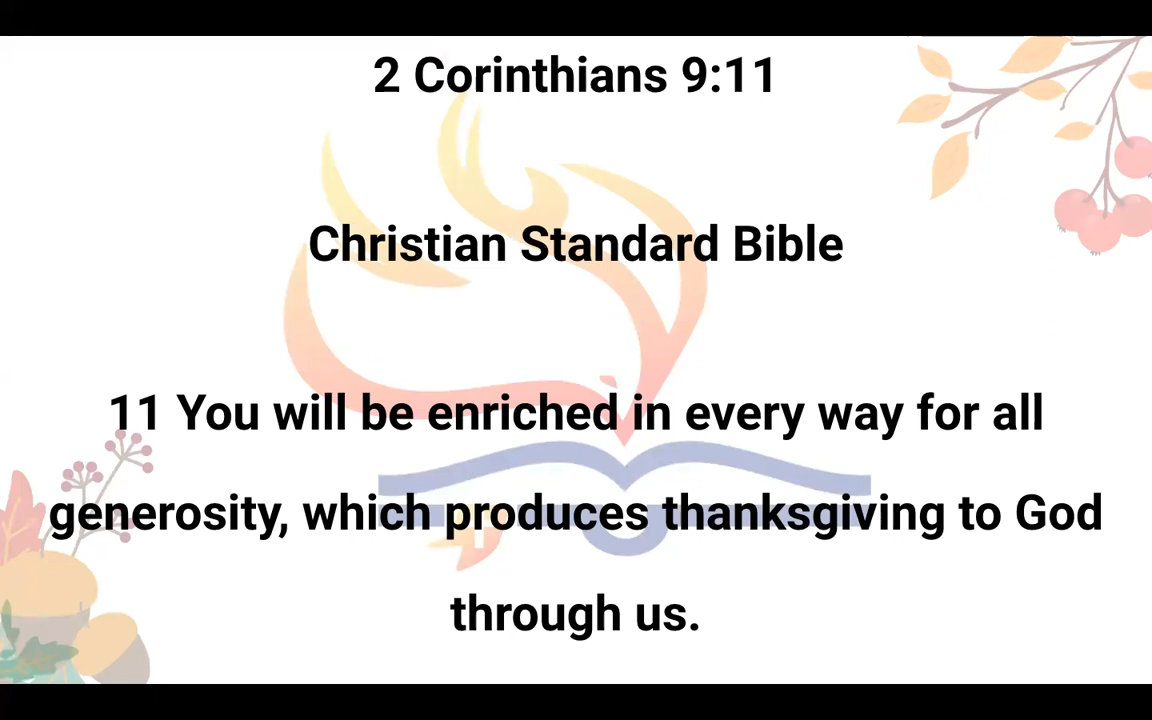 2 Corinthians 9:11
Christian Standard Bible
11 You will be enriched in every way for all
generosity, which produces thanksgiving to God
through us.